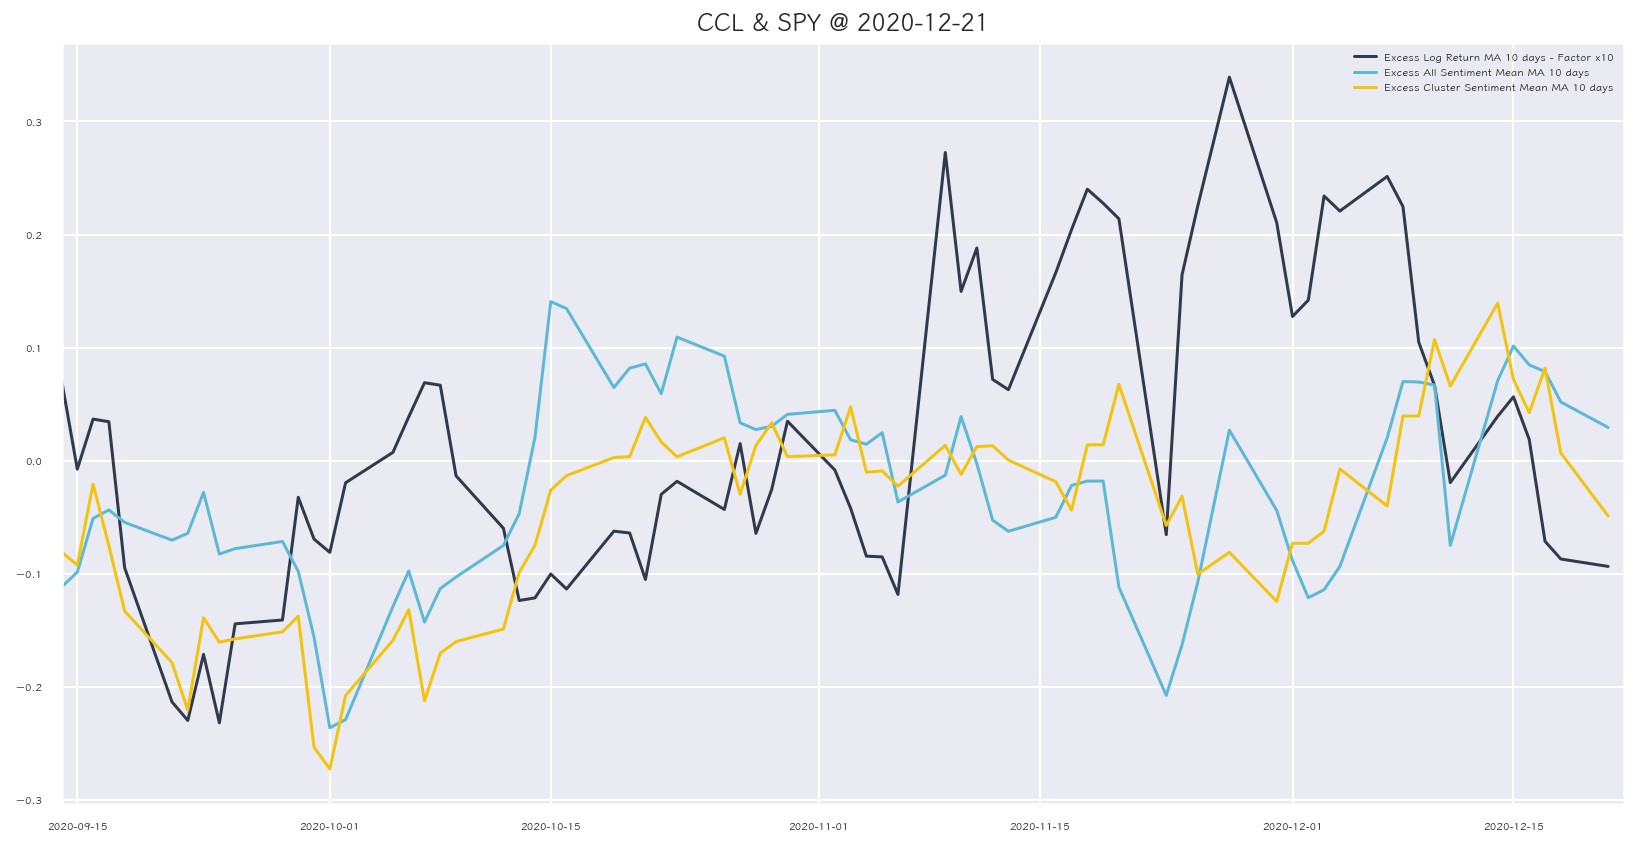 CCL & SPY @ 2020-12-21
Excess Log Return MA 10 days - Factor x10
Excess All Sentiment Mean MA 10 days
Excess Cluster Sentiment Mean MA 10 days
0.3
0.2
0.1
0.0
−0.1
−0.2
−0.3
2020-09-15 2020-10-01 2020-10-15 2020-11-01 2020-11-15 2020-12-01 2020-12-15